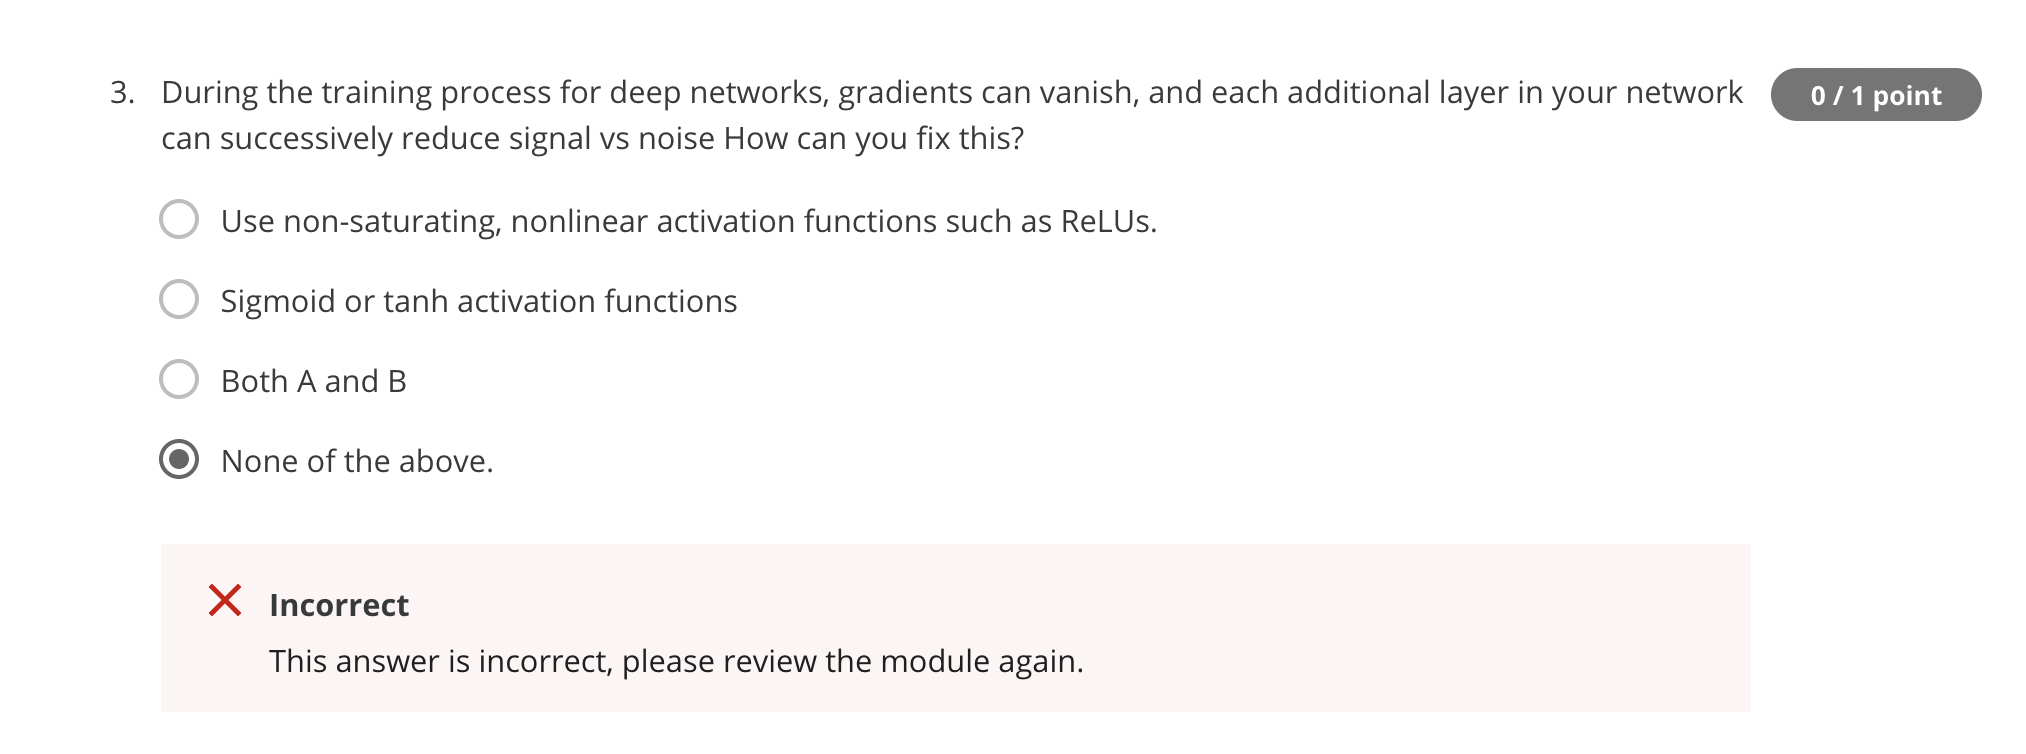 3. During the training process for deep networks, gradients can vanish, and each additional layer in your network
0 / 1 point
can successively reduce signal vs noise How can you fix this?
Use non-saturating, nonlinear activation functions such as ReLUs.
Sigmoid or tanh activation functions
Both A and B
None of the above.
Incorrect
This answer is incorrect, please review the module again.